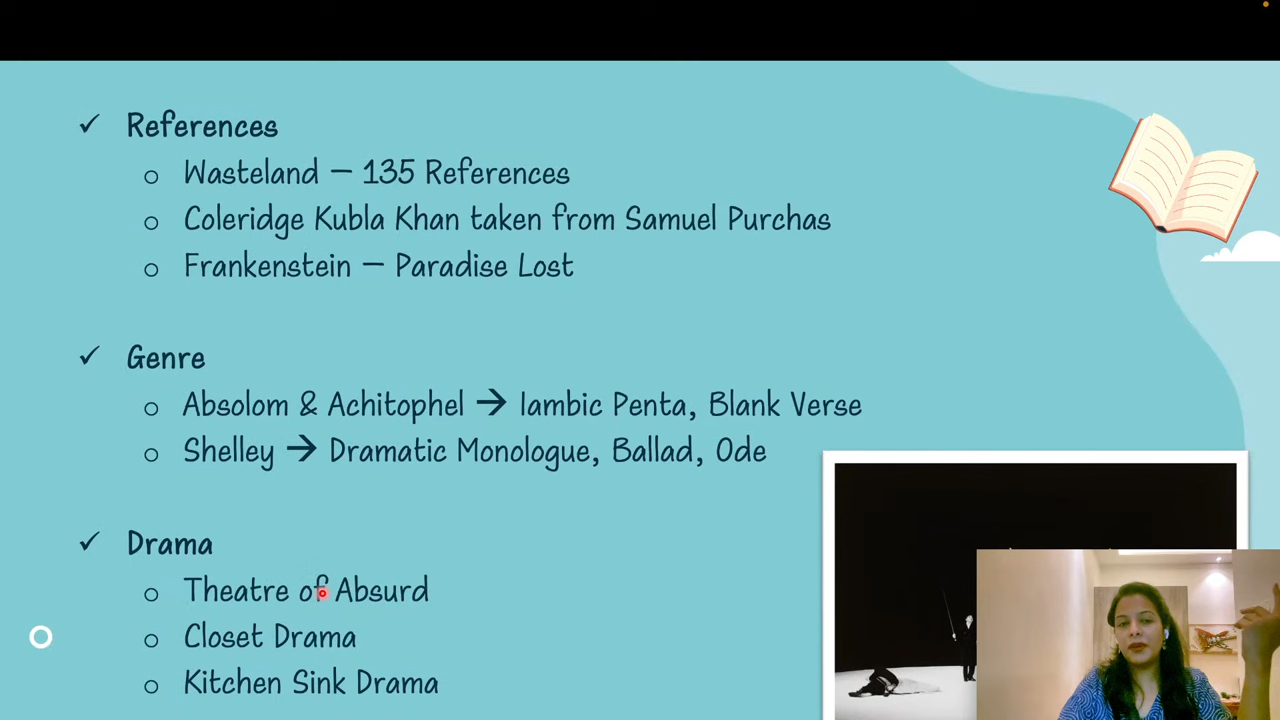 ✓ References
○ Wasteland – 135 References
○ Coleridge Kubla Khan taken from Samuel Purchas
○ Frankenstein – Paradise Lost
✓ Genre
○ Absolom & Achitophel → Iambic Penta, Blank Verse
○ Shelley → Dramatic Monologue, Ballad, Ode
✓ Drama
○ Theatre of Absurd
○ Closet Drama
○ Kitchen Sink Drama